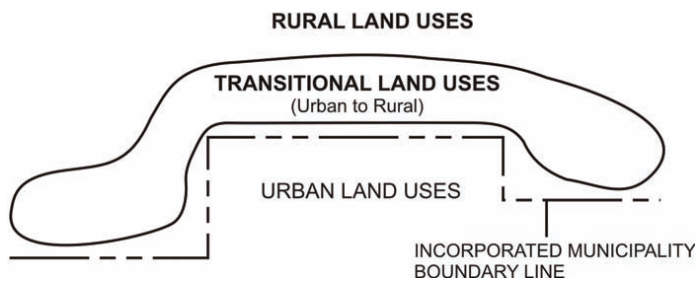 RURAL LAND USES
TRANSITIONAL LAND USES
(Urban to Rural)
URBAN LAND USES
INCORPORATED MUNICIPALITY
BOUNDARY LINE